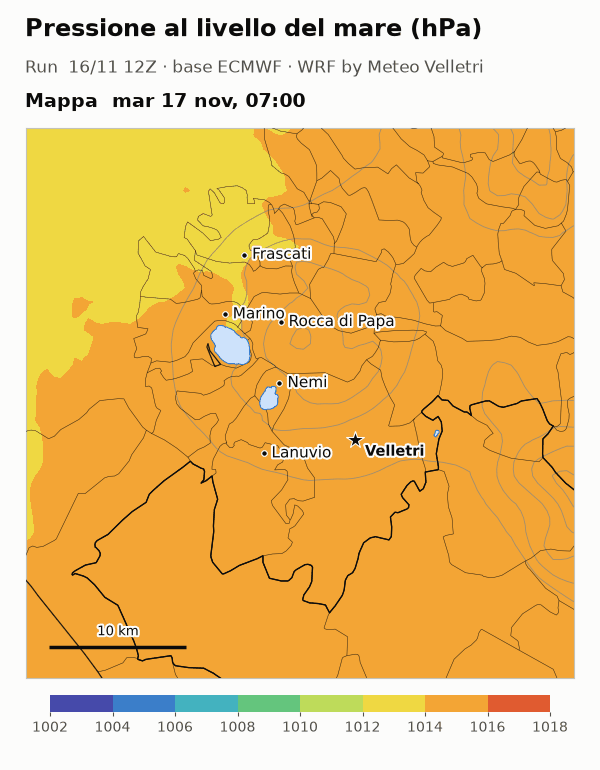 Pressione al livello del mare (hPa)
Run  16/11 12Z · base ECMWF · WRF by Meteo Velletri
Mappa  mar 17 nov, 07:00
Frascati
Marino
Rocca di Papa
Nemi
Velletri
Lanuvio
10 km
1002 1004 1006 1008 1010 1012 1014 1016 1018